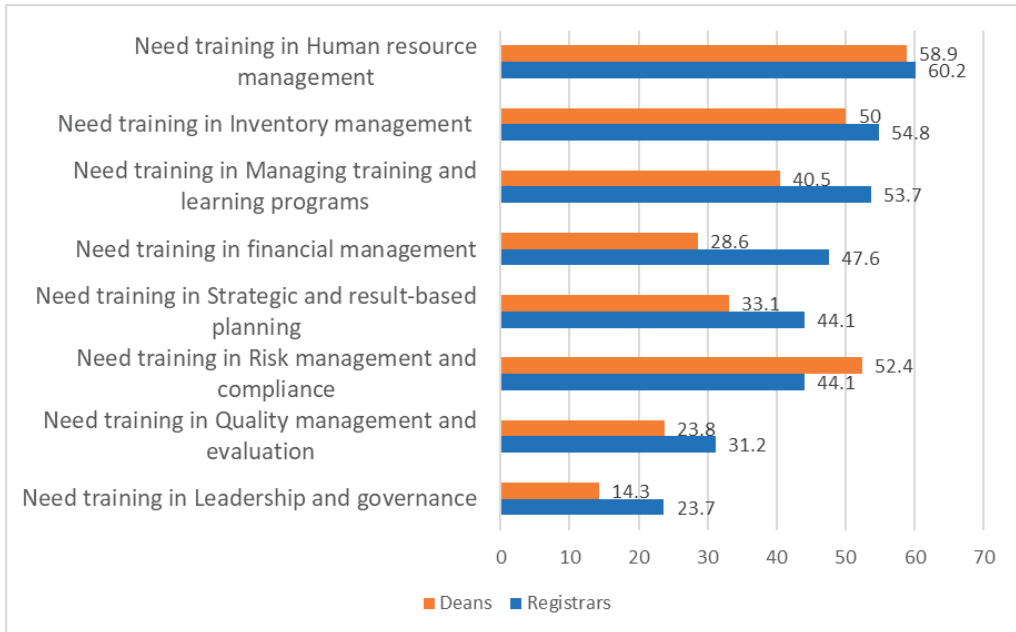 Need training in Human resource
management
58.9
60.2
Need training in Inventory management
50
54.8
Need training in Managing training and
learning programs
40.5
53.7
Need training in financial management
28.6
47.6
Need training in Strategic and result-based
planning
33.1
44.1
Need training in Risk management and
compliance
52.4
44.1
Need training in Quality management and
evaluation
23.8
31.2
Need training in Leadership and governance
14.3
23.7
0 10 20 30 40 50 60 70
Deans Registrars